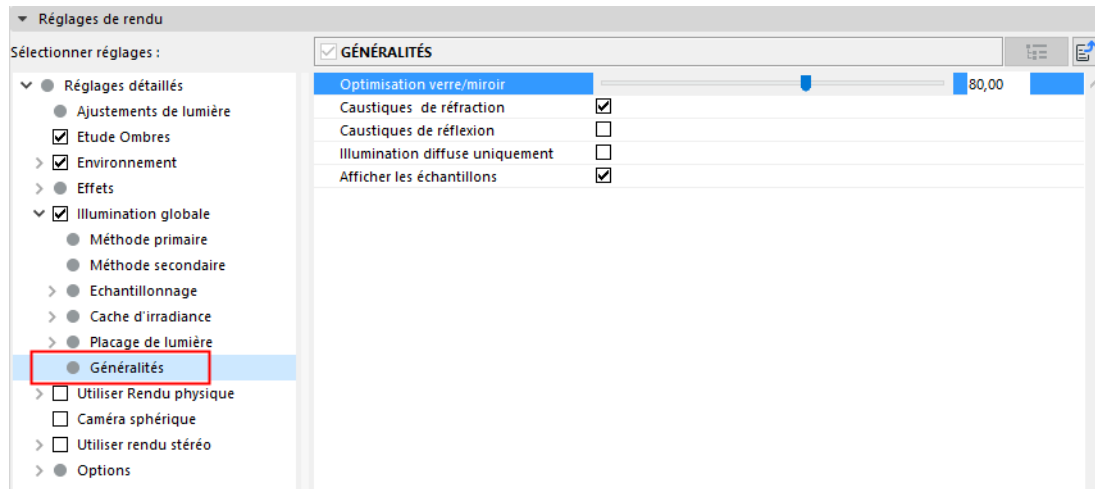 Réglages de rendu
Sélectionner réglages :
GÉNÉRALITÉS
Réglages détaillés
Ajustements de lumière
Etude Ombres
Environnement
Effets
Illumination globale
Méthode primaire
Méthode secondaire
Echantillonnage
Cache d'irradiance
Placage de lumière
Généralités
Utiliser Rendu physique
Caméra sphérique
Utiliser rendu stéréo
Options
Optimisation verre/miroir 80,00
Caustiques de réfraction
Caustiques de réflexion
Illumination diffuse uniquement
Afficher les échantillons